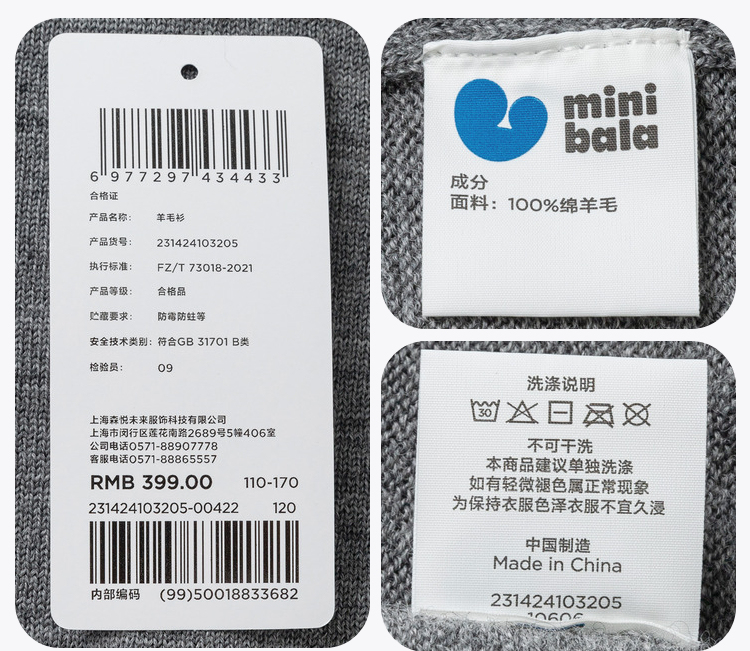 6 977297 434433
合格证
产品名称: 羊毛衫
产品货号: 231424103205
执行标准: FZ/T 73018-2021
产品等级: 合格品
贮藏要求: 防霉防蛀等
安全技术类别: 符合GB 31701 B类
检验员: 09
上海森悦未来服饰科技有限公司
上海市闵行区莲花南路2689号5幢406室
公司电话0571-88907778
客服电话0571-88865557
RMB 399.00 110-170
231424103205-00422 120
内部编码 (99)50018833682
mini
bala
成分
面料: 100%绵羊毛
洗涤说明
30
不可干洗
本商品建议单独洗涤
如有轻微褪色属正常现象
为保持衣服色泽衣服不宜久浸
中国制造
Made in China
231424103205